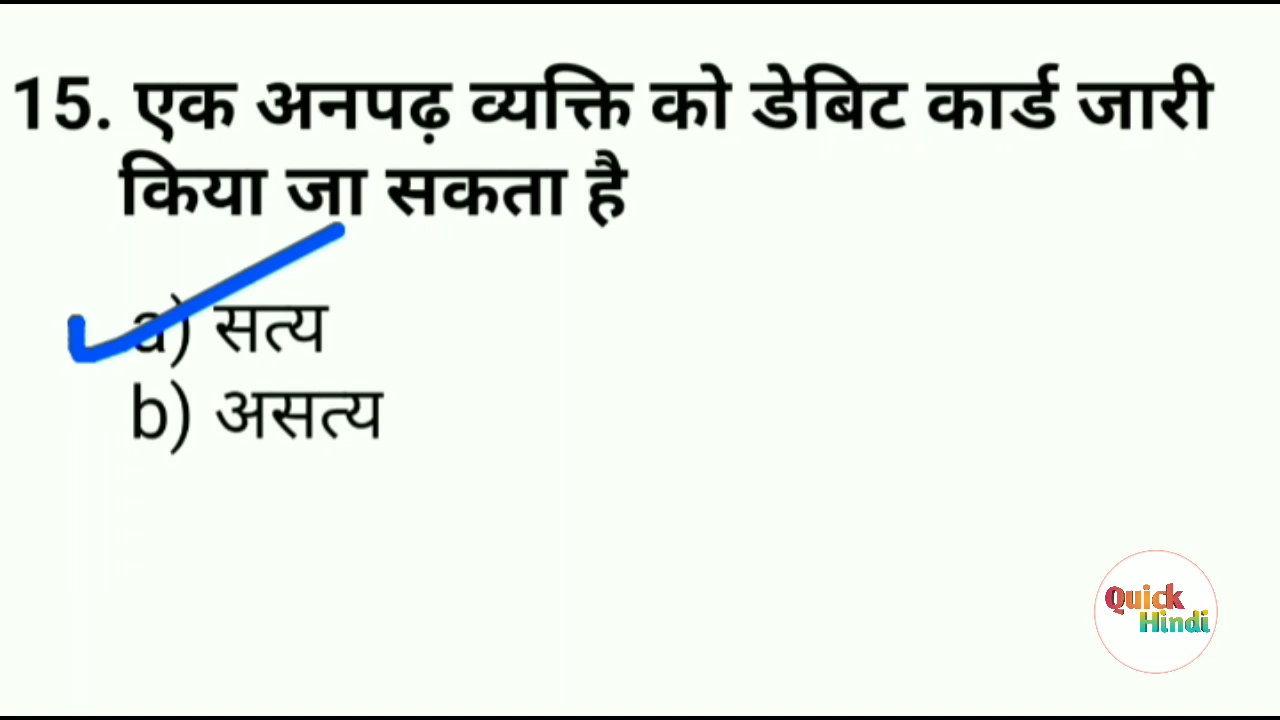 15. एक अनपढ़ व्यक्ति को डेबिट कार्ड जारी
किया जा सकता है
a) सत्य
b) असत्य
Quick
Hindi